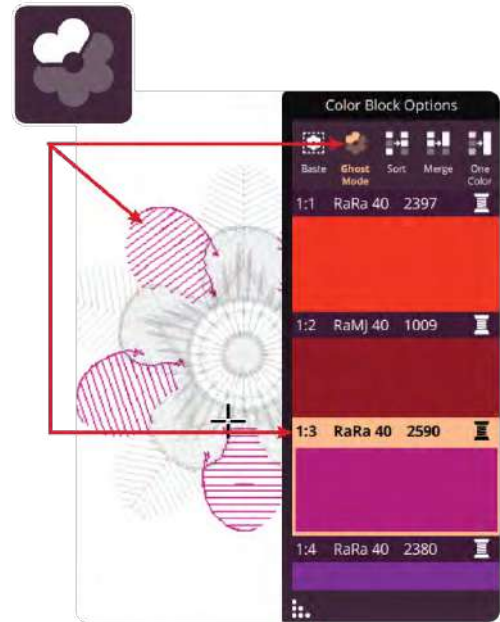 Color Block Options
Baste Ghost Mode Sort Merge One Color
1:1 RaRa 40 2397
1:2 RaMJ 40 1009
1:3 RaRa 40 2590
1:4 RaRa 40 2380